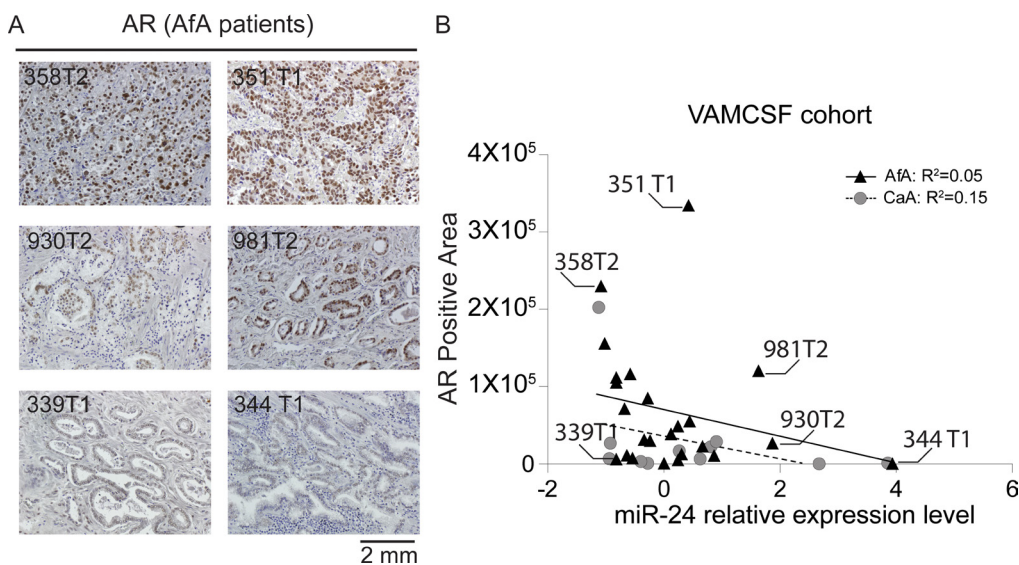 A
AR (AfA patients)
358T2
351 T1
930T2
981T2
339T1
344 T1
2 mm
B
VAMCSF cohort
AR Positive Area
4X10⁵
3X10⁵
2X10⁵
1X10⁵
0
-2
0
2
4
6
miR-24 relative expression level
AfA: R²=0.05
CaA: R²=0.15
351 T1
358T2
981T2
930T2
339T1
344 T1